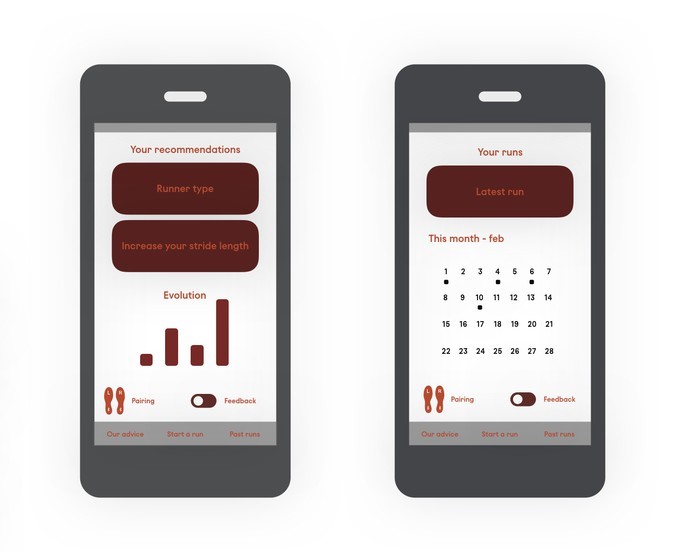 Your recommendations
Runner type
Increase your stride length
Evolution
L R
Pairing
Feedback
Our advice Start a run Past runs
Your runs
Latest run
This month - feb
1 2 3 4 5 6 7
8 9 10 11 12 13 14
15 16 17 18 19 20 21
22 23 24 25 26 27 28
L R
Pairing
Feedback
Our advice Start a run Past runs